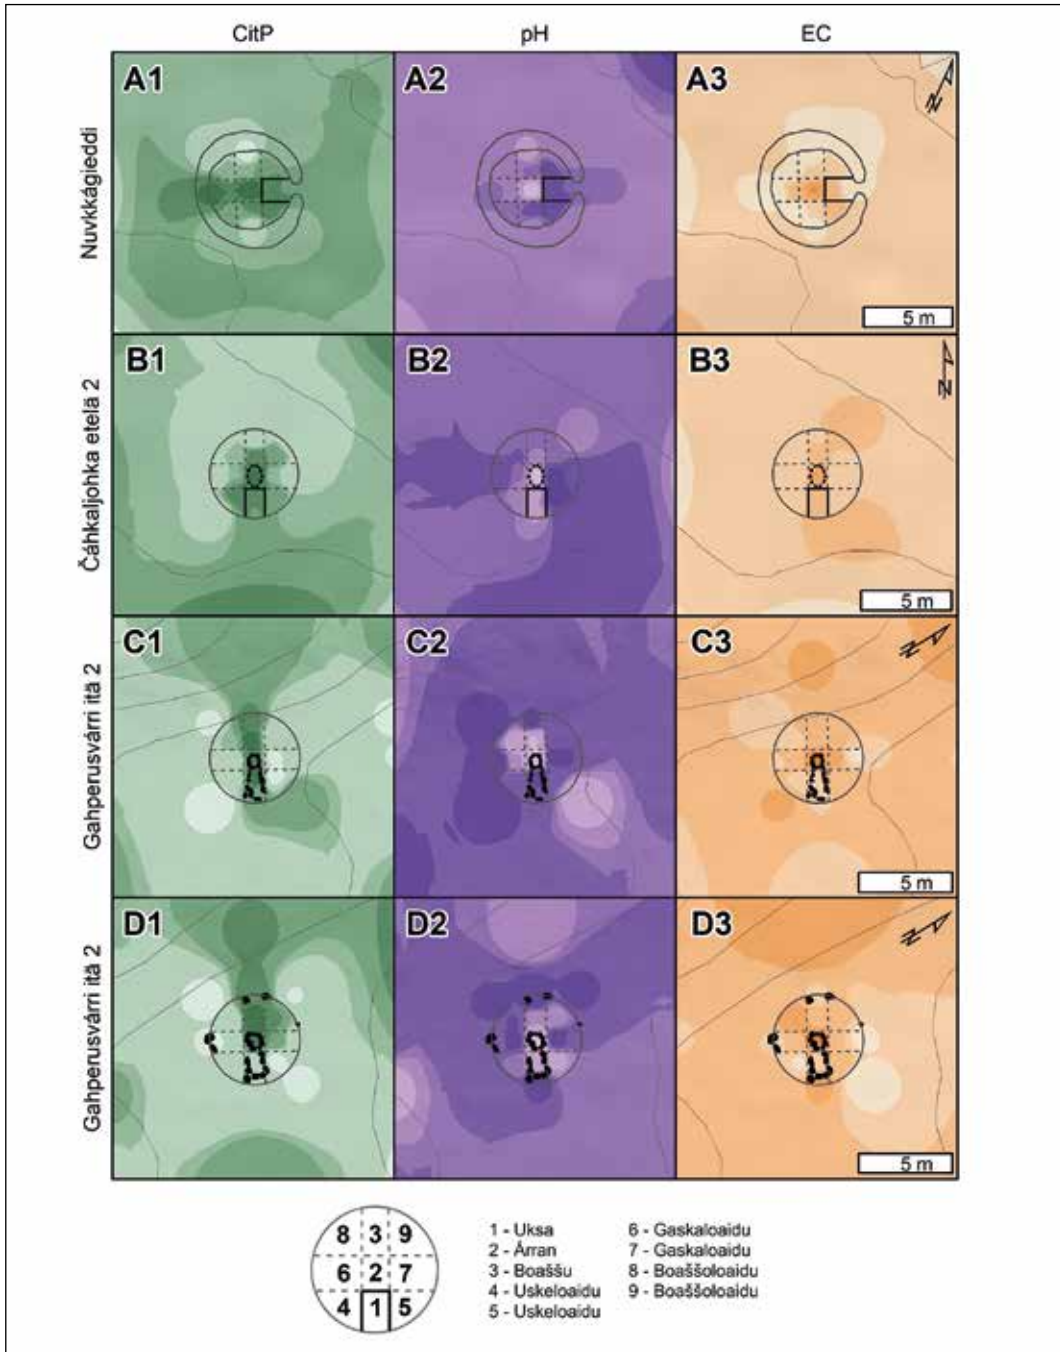 CitP pH EC
Nuvkkágieddi
A1 A2 A3
N
5 m
Čáhkaljohka etelä 2
B1 B2 B3
N
5 m
Gahperusvárri itä 2
C1 C2 C3
N
5 m
Gahperusvárri itä 2
D1 D2 D3
N
5 m
8 3 9
6 2 7
4 1 5
1 - Uksa
2 - Árran
3 - Boaššu
4 - Uskeloaidu
5 - Uskeloaidu
6 - Gaskaloaidu
7 - Gaskaloaidu
8 - Boaššoloaidu
9 - Boaššoloaidu